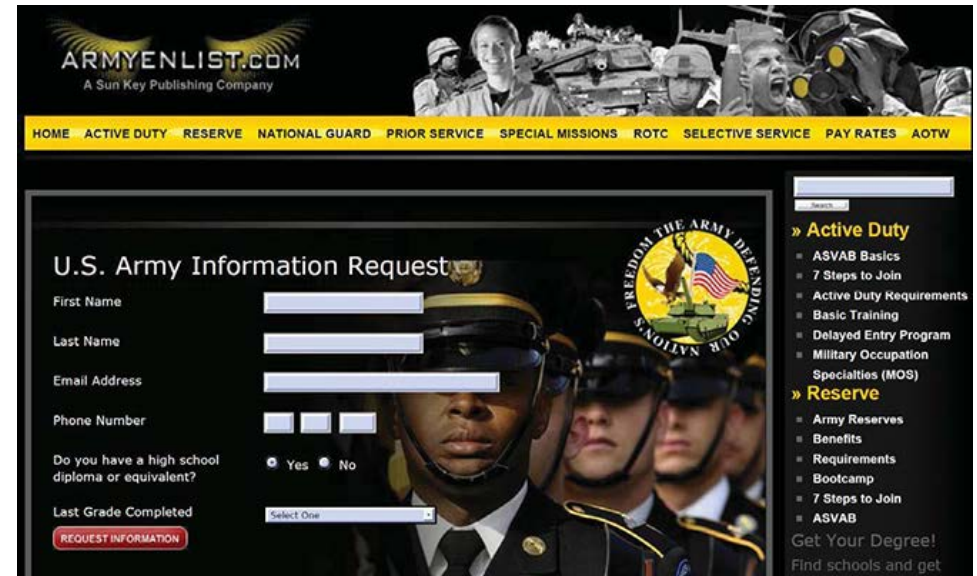 ARMYENLIST.COM
A Sun Key Publishing Company
HOME ACTIVE DUTY RESERVE NATIONAL GUARD PRIOR SERVICE SPECIAL MISSIONS ROTC SELECTIVE SERVICE PAY RATES AOTW
U.S. Army Information Request
First Name
Last Name
Email Address
Phone Number
Do you have a high school
diploma or equivalent?
Yes No
Last Grade Completed
Select One
REQUEST INFORMATION
THE ARMY DEFENDING
OUR NATION'S FREEDOM
Search
» Active Duty
ASVAB Basics
7 Steps to Join
Active Duty Requirements
Basic Training
Delayed Entry Program
Military Occupation
Specialties (MOS)
» Reserve
Army Reserves
Benefits
Requirements
Bootcamp
7 Steps to Join
ASVAB
Get Your Degree!
Find schools and get